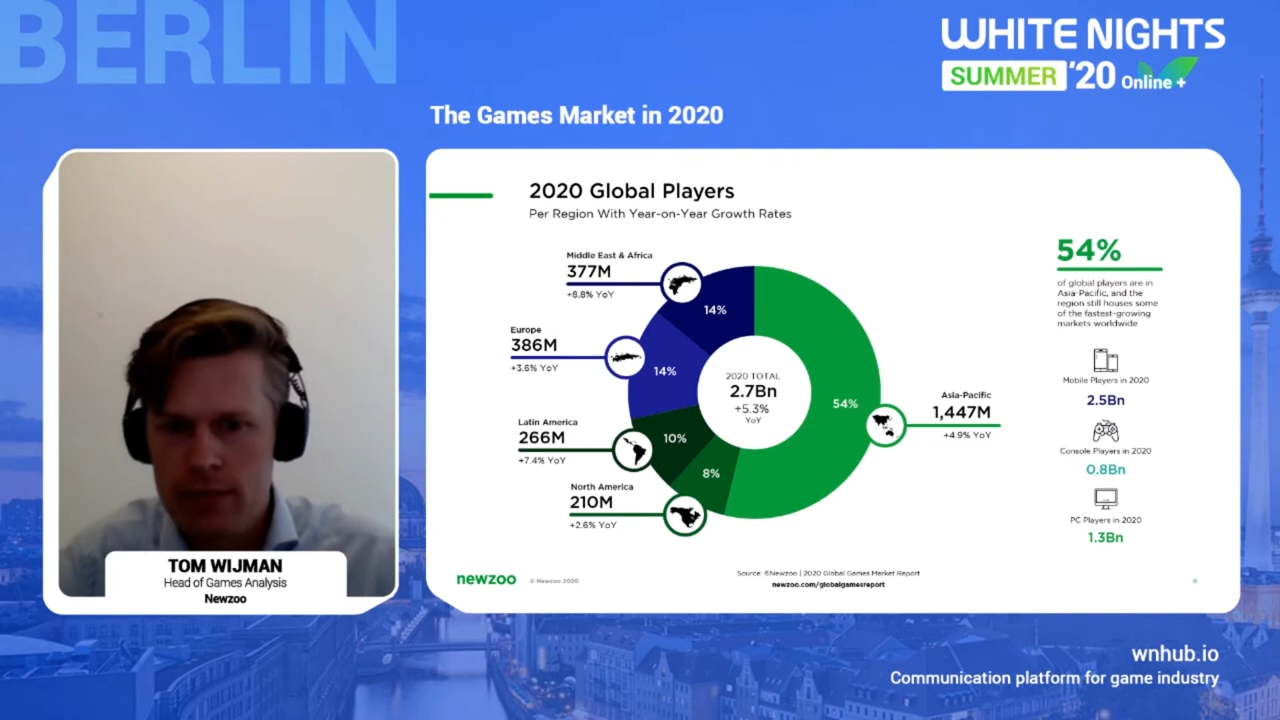 BERLIN
WHITE NIGHTS
SUMMER '20 Online +
The Games Market in 2020
TOM WIJMAN
Head of Games Analysis
Newzoo
2020 Global Players
Per Region With Year-on-Year Growth Rates
Middle East & Africa
377M
+8.8% YoY
14%
Europe
386M
+3.6% YoY
14%
Latin America
266M
+7.4% YoY
10%
North America
210M
+2.6% YoY
8%
2020 TOTAL
2.7Bn
+5.3%
YoY
54%
Asia-Pacific
1,447M
+4.9% YoY
54%
of global players are in
Asia-Pacific, and the
region still houses some
of the fastest-growing
markets worldwide
Mobile Players in 2020
2.5Bn
Console Players in 2020
0.8Bn
PC Players in 2020
1.3Bn
newzoo
© Newzoo 2020
Source: ©Newzoo | 2020 Global Games Market Report
newzoo.com/globalgamesreport
6
wnhub.io
Communication platform for game industry